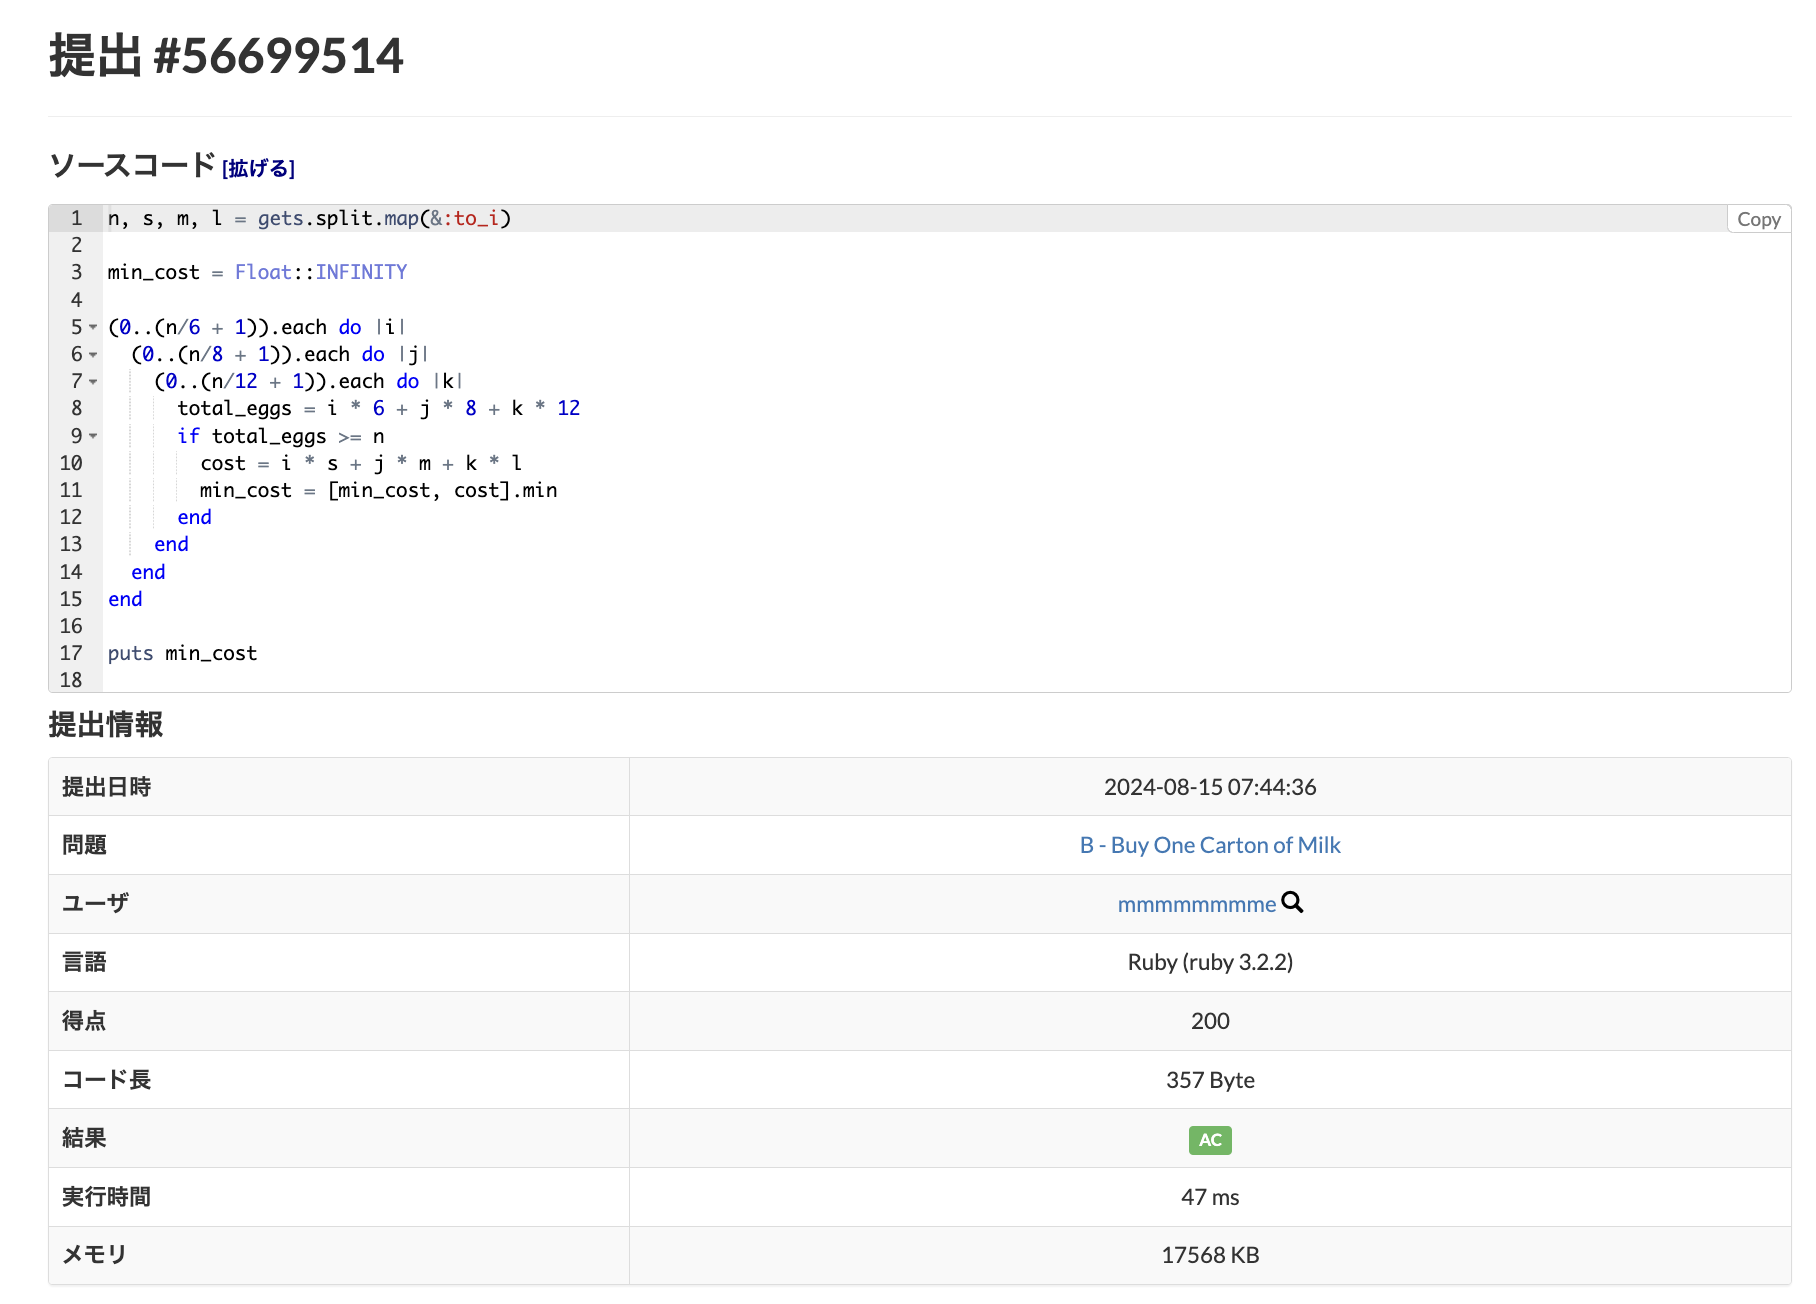 提出 #56699514
ソースコード [拡げる]
Copy
1 n, s, m, l = gets.split.map(&:to_i)
2
3 min_cost = Float::INFINITY
4
5 (0..(n/6 + 1)).each do |i|
6   (0..(n/8 + 1)).each do |j|
7     (0..(n/12 + 1)).each do |k|
8       total_eggs = i * 6 + j * 8 + k * 12
9       if total_eggs >= n
10         cost = i * s + j * m + k * l
11         min_cost = [min_cost, cost].min
12       end
13     end
14   end
15 end
16
17 puts min_cost
18
提出情報
提出日時 2024-08-15 07:44:36
問題 B - Buy One Carton of Milk
ユーザ mmmmmmmme
言語 Ruby (ruby 3.2.2)
得点 200
コード長 357 Byte
結果 AC
実行時間 47 ms
メモリ 17568 KB